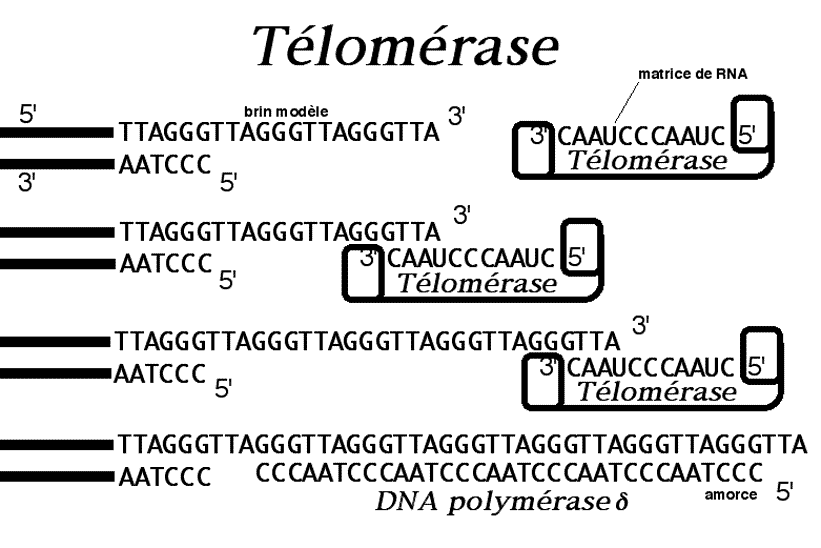 Télomérase
matrice de RNA
5'
brin modèle
TTAGGGTTAGGGTTAGGGTTA 3'
3' CAAUCCCAAUC 5'
AATCCC
Télomérase
3'
5'
TTAGGGTTAGGGTTAGGGTTA 3'
AATCCC 5'
3' CAAUCCCAAUC 5'
Télomérase
TTAGGGTTAGGGTTAGGGTTAGGGTTAGGGTTA 3'
AATCCC 5'
3' CAAUCCCAAUC 5'
Télomérase
TTAGGGTTAGGGTTAGGGTTAGGGTTAGGGTTAGGGTTAGGGTTA
AATCCC CCCAATCCCAATCCCAATCCCAATCCCAATCCC 5'
amorce
DNA polymérase δ